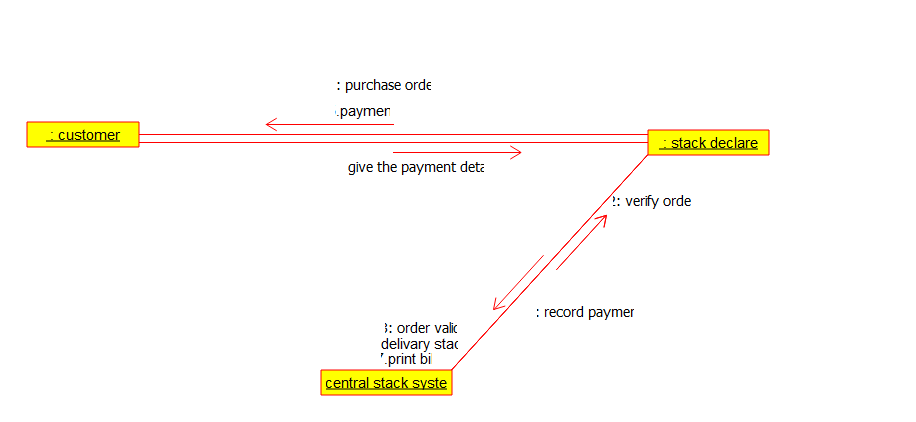 : purchase orde
.paymen
: customer
: stack declare
give the payment deta
2: verify orde
: record paymen
3: order valid
delivary stac
7.print bi
central stack syste